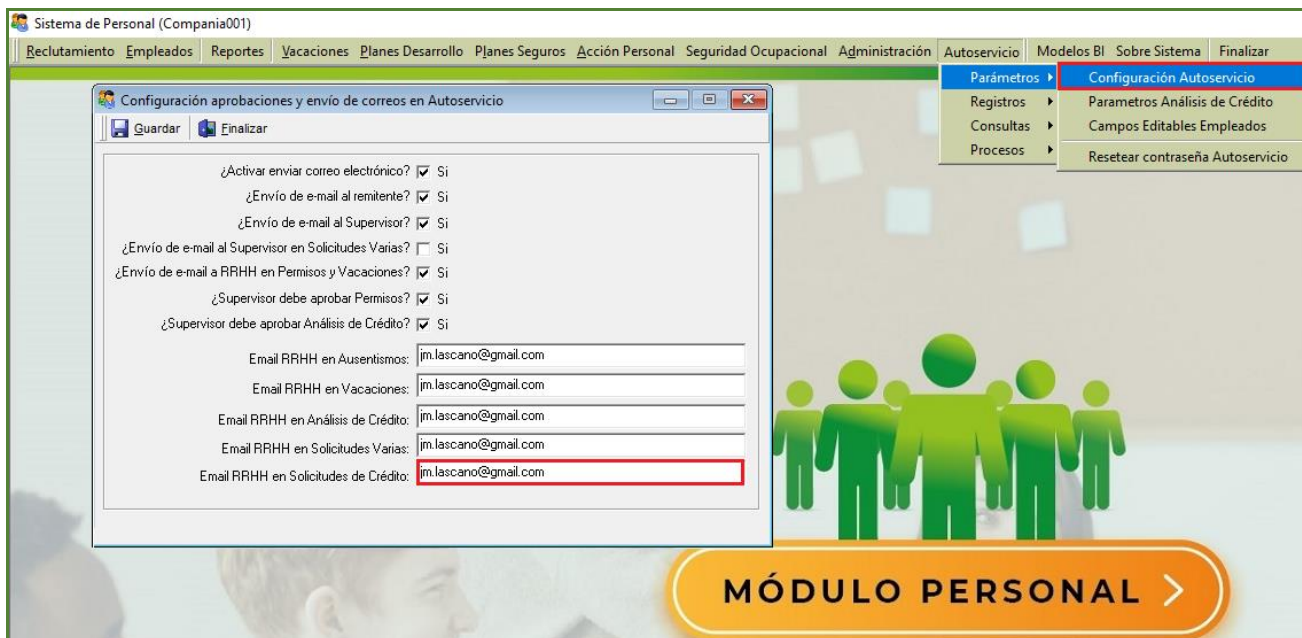 Sistema de Personal (Compania001)
Reclutamiento Empleados Reportes Vacaciones Planes Desarrollo Planes Seguros Acción Personal Seguridad Ocupacional Administración Autoservicio Modelos BI Sobre Sistema Finalizar
Parámetros Configuración Autoservicio
Registros Parametros Análisis de Crédito
Consultas Campos Editables Empleados
Procesos Resetear contraseña Autoservicio
Configuración aprobaciones y envío de correos en Autoservicio
Guardar Finalizar
¿Activar enviar correo electrónico? Si
¿Envío de e-mail al remitente? Si
¿Envío de e-mail al Supervisor? Si
¿Envío de e-mail al Supervisor en Solicitudes Varias? Si
¿Envío de e-mail a RRHH en Permisos y Vacaciones? Si
¿Supervisor debe aprobar Permisos? Si
¿Supervisor debe aprobar Análisis de Crédito? Si
Email RRHH en Ausentismos: jm.lascano@gmail.com
Email RRHH en Vacaciones: jm.lascano@gmail.com
Email RRHH en Análisis de Crédito: jm.lascano@gmail.com
Email RRHH en Solicitudes Varias: jm.lascano@gmail.com
Email RRHH en Solicitudes de Crédito: jm.lascano@gmail.com
MÓDULO PERSONAL